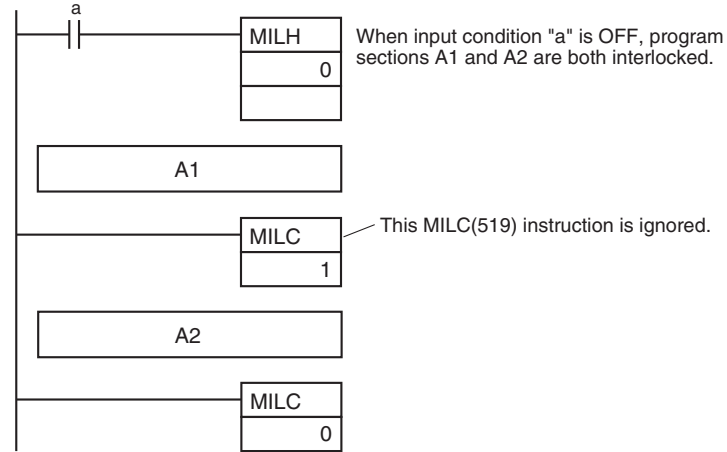 a
MILH
0
When input condition "a" is OFF, program
sections A1 and A2 are both interlocked.
A1
MILC
1
This MILC(519) instruction is ignored.
A2
MILC
0